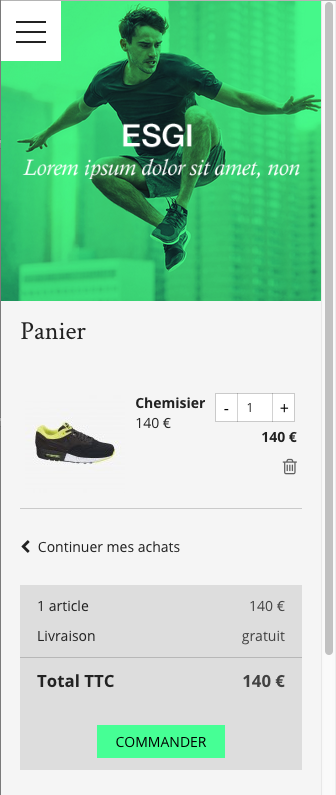 ESGI
Lorem ipsum dolor sit amet, non
Panier
Chemisier
- 1 +
140 €
140 €
Continuer mes achats
1 article 140 €
Livraison gratuit
Total TTC 140 €
COMMANDER